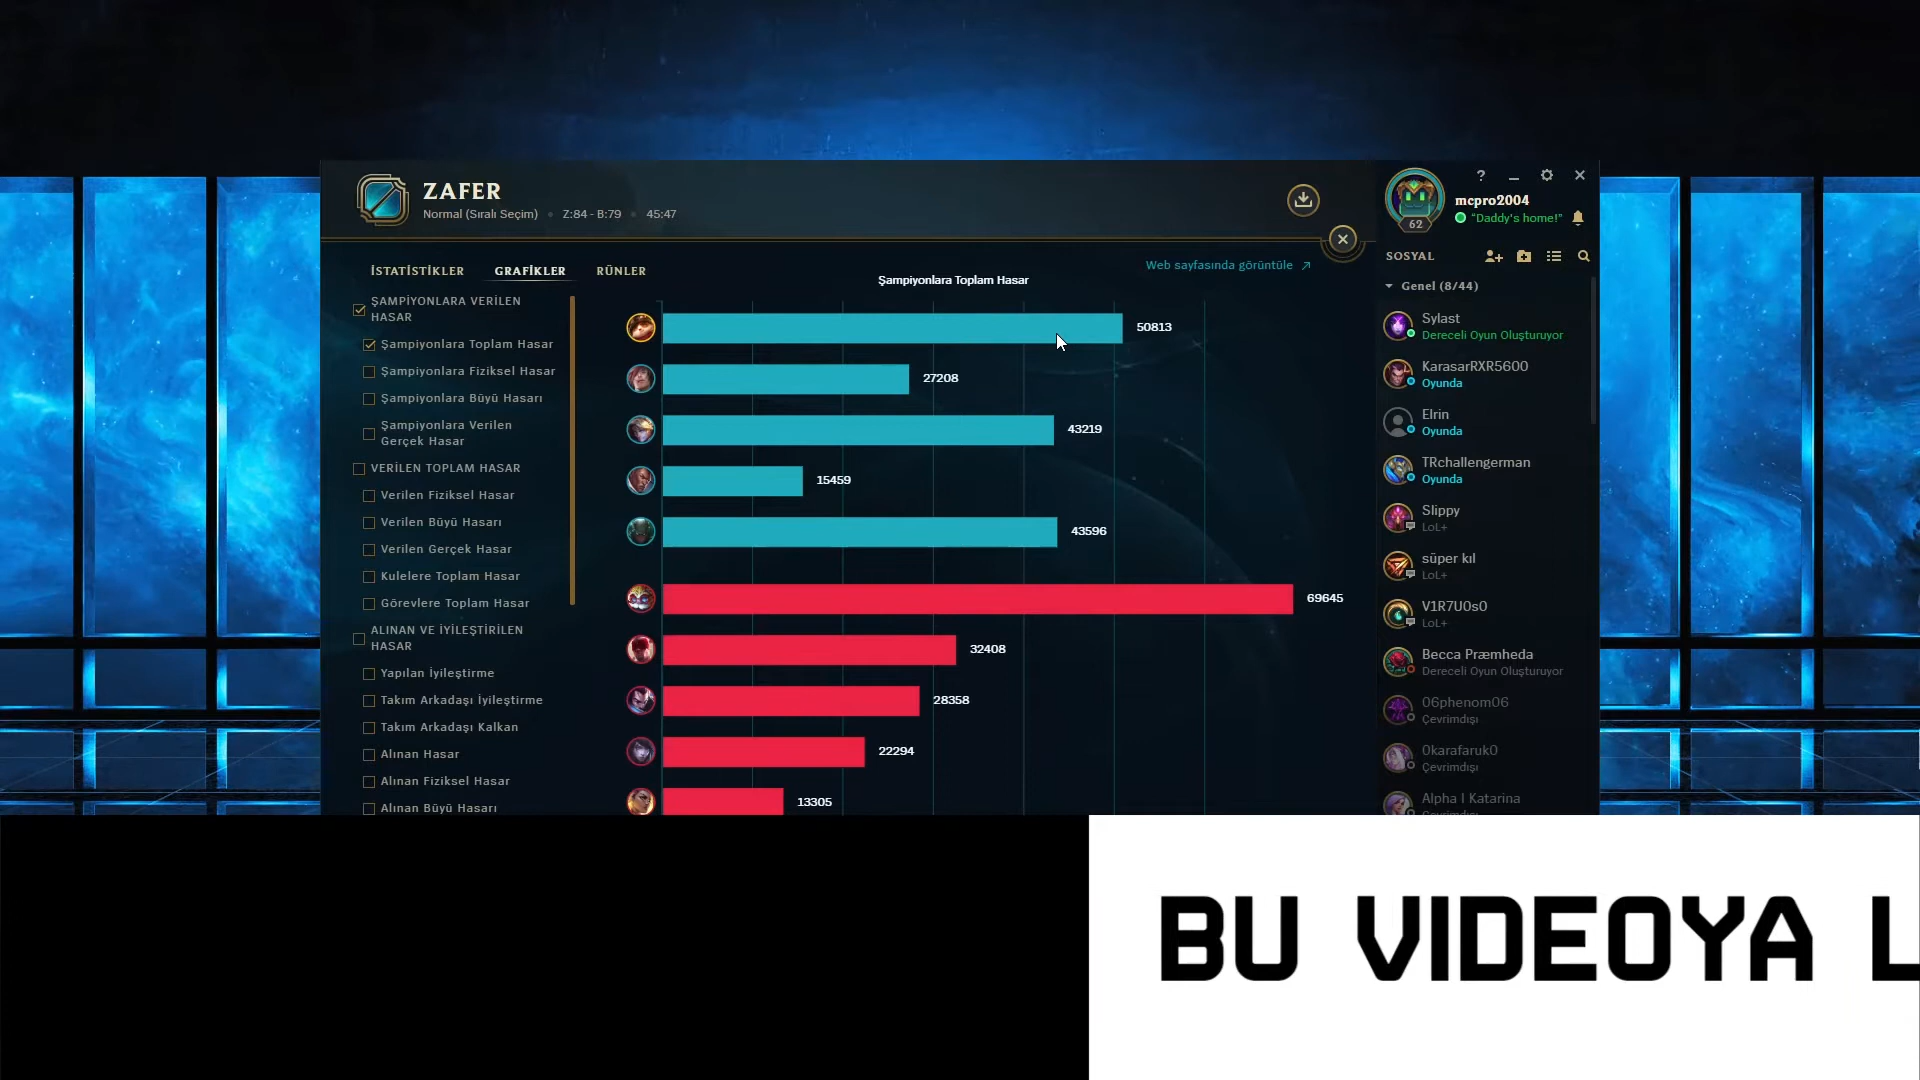 ZAFER
Normal (Sıralı Seçim) • Z:84 - B:79 • 45:47
İSTATİSTİKLER GRAFİKLER RÜNLER
Web sayfasında görüntüle
Şampiyonlara Toplam Hasar
ŞAMPİYONLARA VERİLEN
HASAR
Şampiyonlara Toplam Hasar
Şampiyonlara Fiziksel Hasar
Şampiyonlara Büyü Hasarı
Şampiyonlara Verilen
Gerçek Hasar
VERİLEN TOPLAM HASAR
Verilen Fiziksel Hasar
Verilen Büyü Hasarı
Verilen Gerçek Hasar
Kulelere Toplam Hasar
Görevlere Toplam Hasar
ALINAN VE İYİLEŞTİRİLEN
HASAR
Yapılan İyileştirme
Takım Arkadaşı İyileştirme
Takım Arkadaşı Kalkan
Alınan Hasar
Alınan Fiziksel Hasar
Alınan Büyü Hasarı
50813
27208
43219
15459
43596
69645
32408
28358
22294
13305
62
?
mcpro2004
"Daddy's home!"
SOSYAL
Genel (8/44)
Sylast
Dereceli Oyun Oluşturuyor
KarasarRXR5600
Oyunda
Elrin
Oyunda
TRchallengerman
Oyunda
Slippy
LoL+
süper kıl
LoL+
V1R7U0s0
LoL+
Becca Præmheda
Dereceli Oyun Oluşturuyor
06phenom06
Çevrimdışı
0karafaruk0
Çevrimdışı
Alpha I Katarina
Çevrimdışı
BU VIDEOYA L